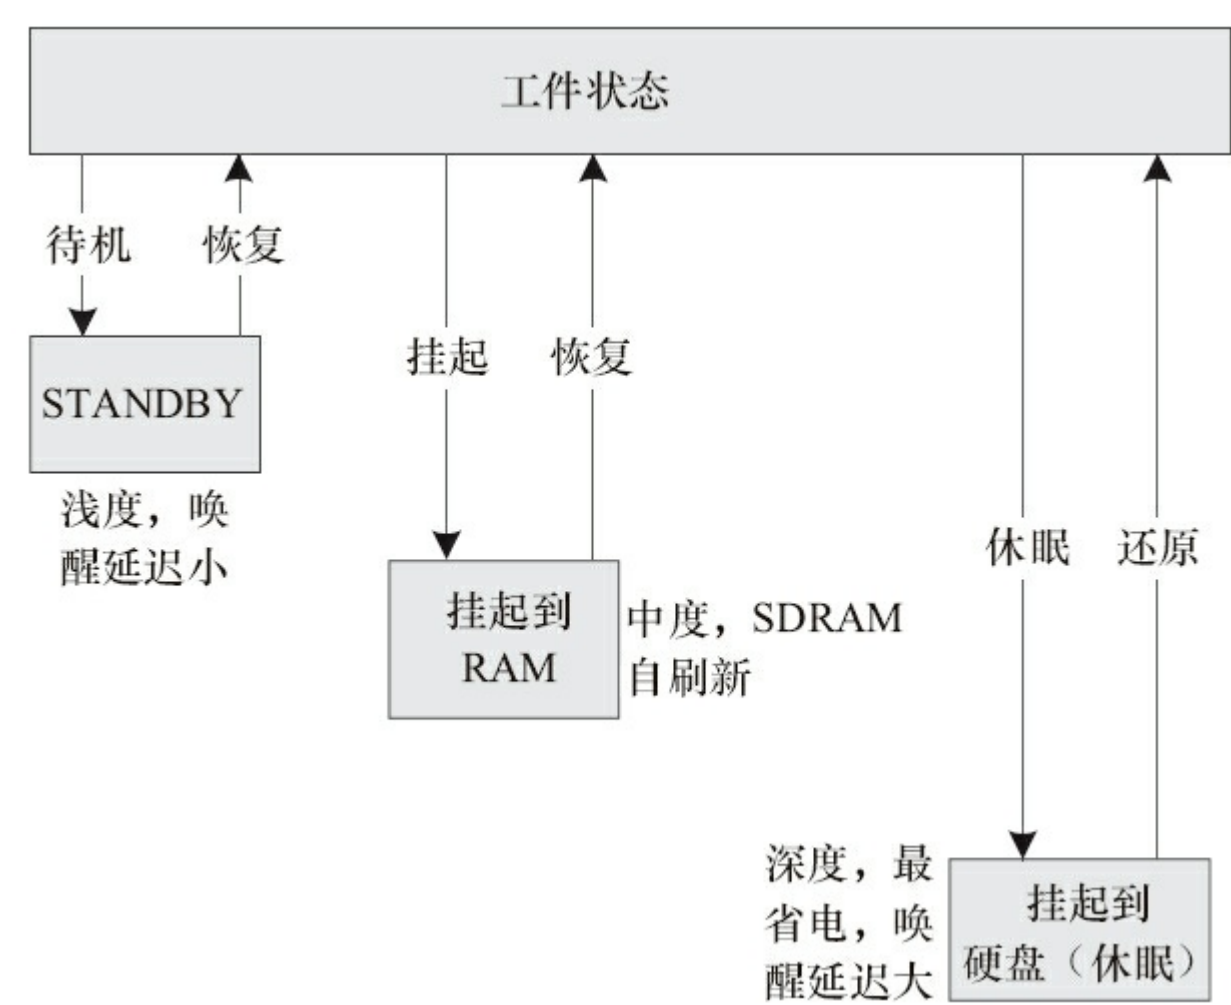 工件状态
待机
恢复
挂起
恢复
休眠
还原
STANDBY
浅度，唤
醒延迟小
挂起到
RAM
中度，SDRAM
自刷新
深度，最
省电，唤
醒延迟大
挂起到
硬盘（休眠）